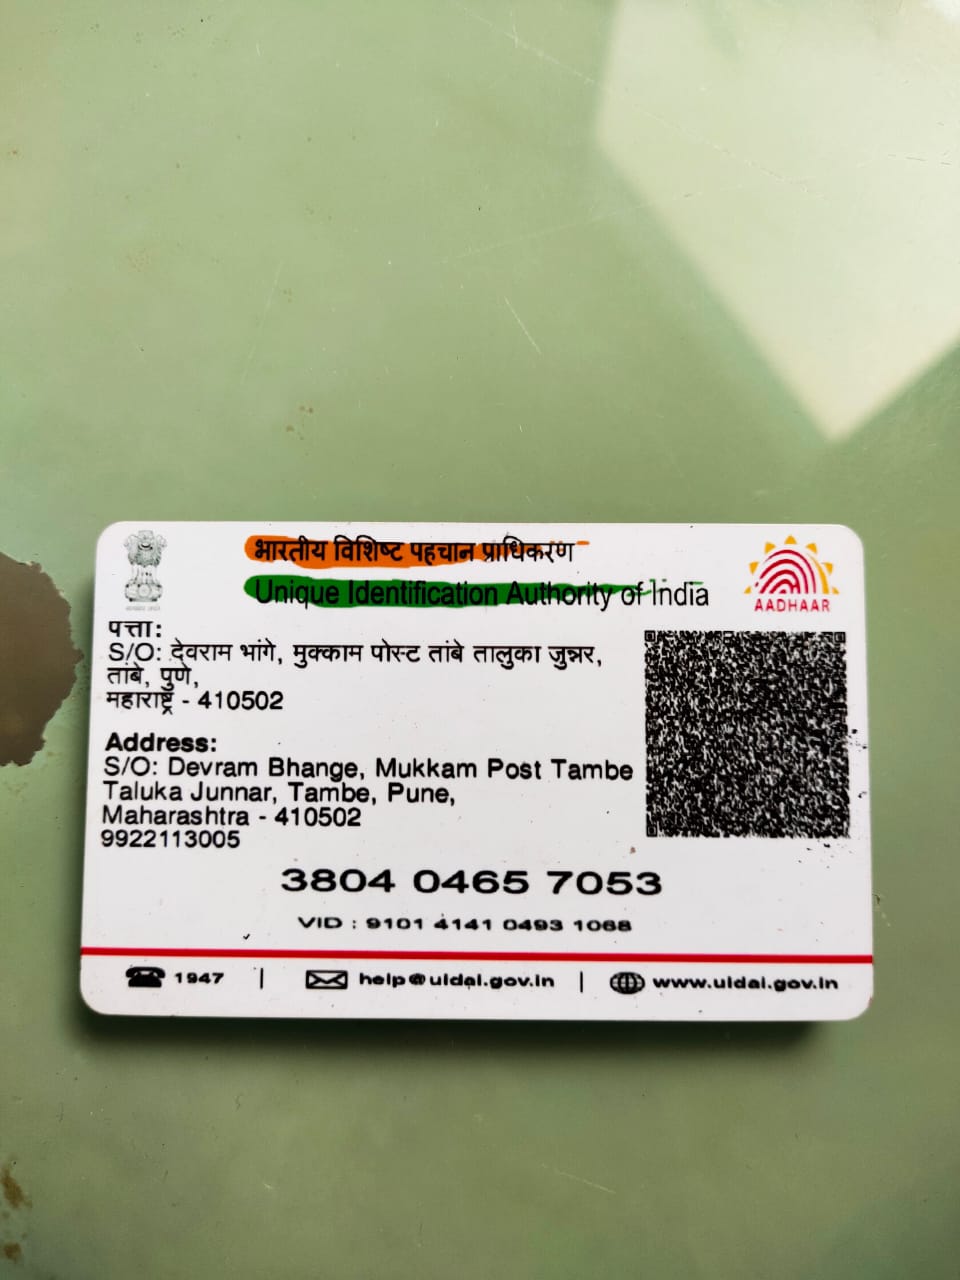 भारतीय विशिष्ट पहचान प्राधिकरण
Unique Identification Authority of India
AADHAAR
पत्ता:
S/O: देवराम भांगे, मुक्काम पोस्ट तांबे तालुका जुन्नर,
तांबे, पुणे,
महाराष्ट्र - 410502
Address:
S/O: Devram Bhange, Mukkam Post Tambe
Taluka Junnar, Tambe, Pune,
Maharashtra - 410502
9922113005
3804 0465 7053
VID : 9101 4141 0493 1068
1947 | help@uidai.gov.in | www.uidai.gov.in